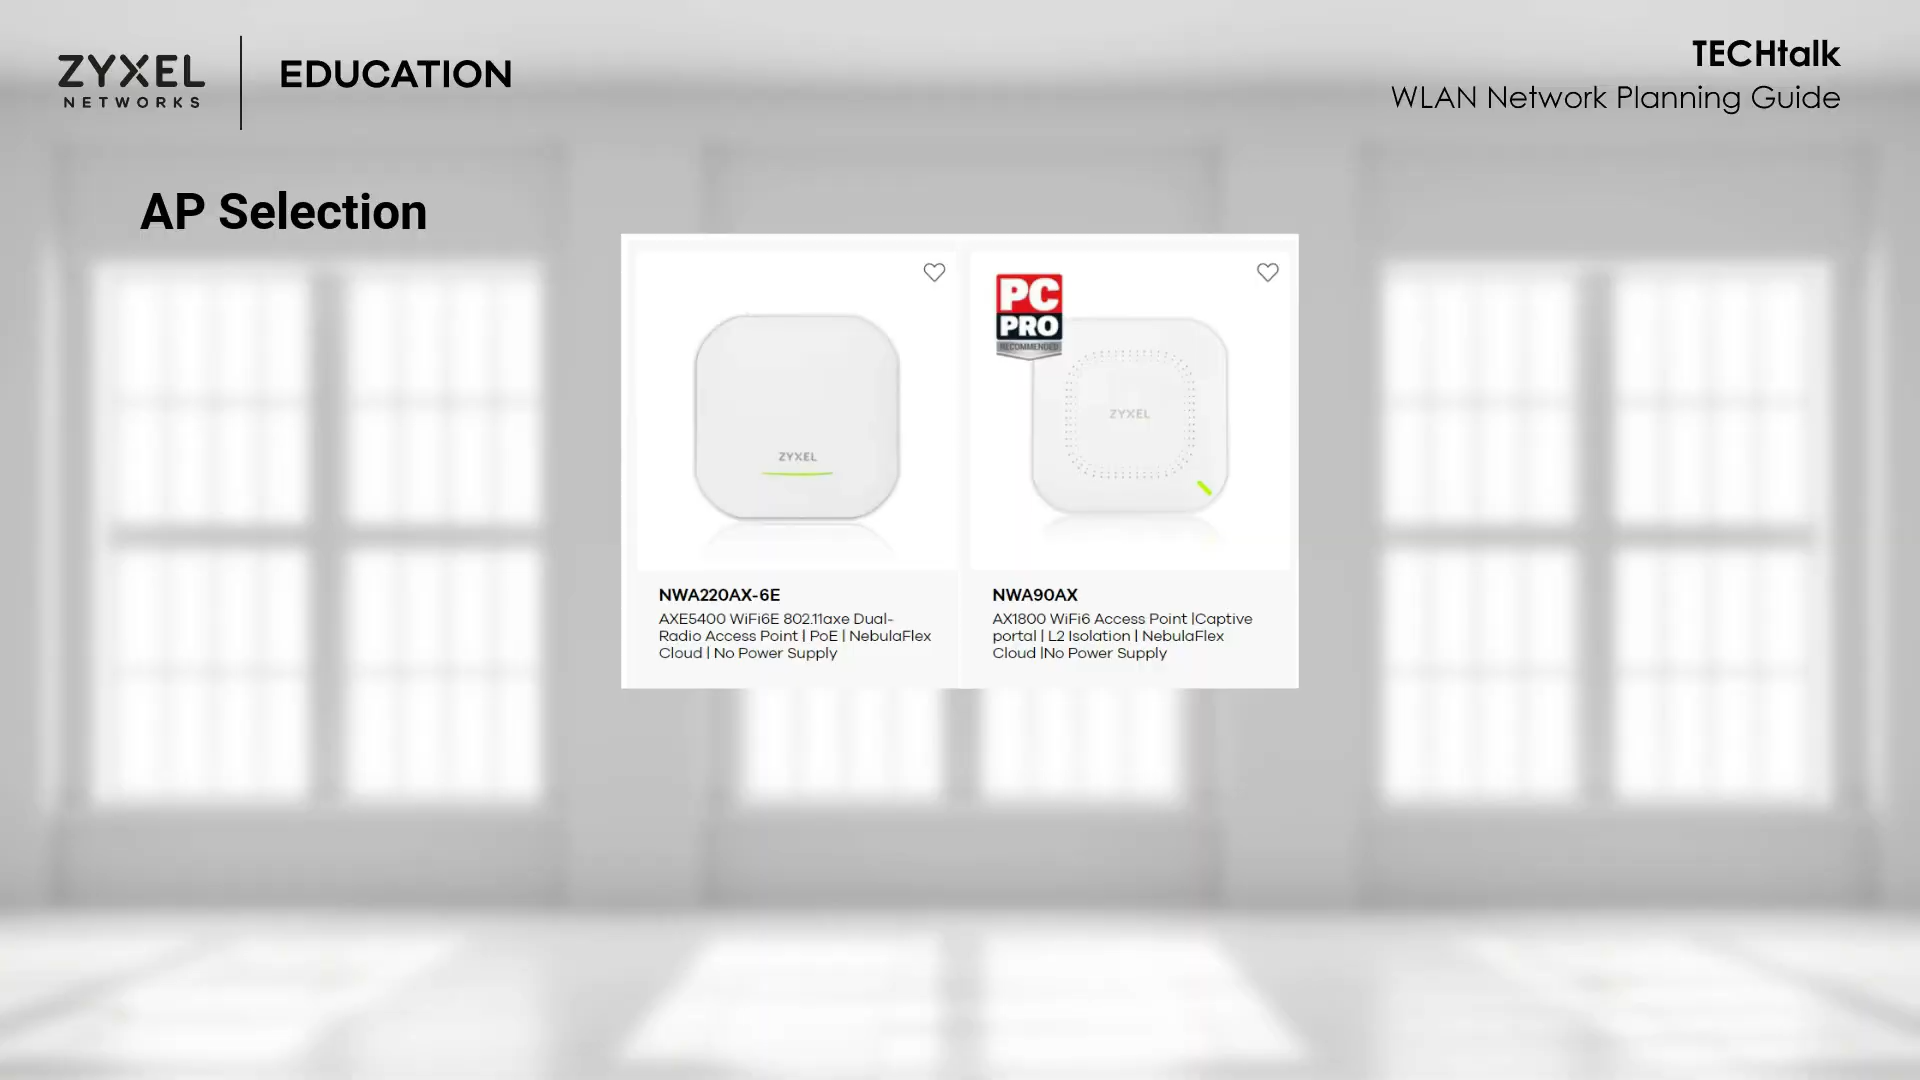 ZYXEL
NETWORKS
EDUCATION
TECHtalk
WLAN Network Planning Guide
AP Selection
ZYXEL
PC
PRO
RECOMMENDED
ZYXEL
NWA220AX-6E
AXE5400 WiFi6E 802.11axe Dual-
Radio Access Point | PoE | NebulaFlex
Cloud | No Power Supply
NWA90AX
AX1800 WiFi6 Access Point |Captive
portal | L2 Isolation | NebulaFlex
Cloud |No Power Supply